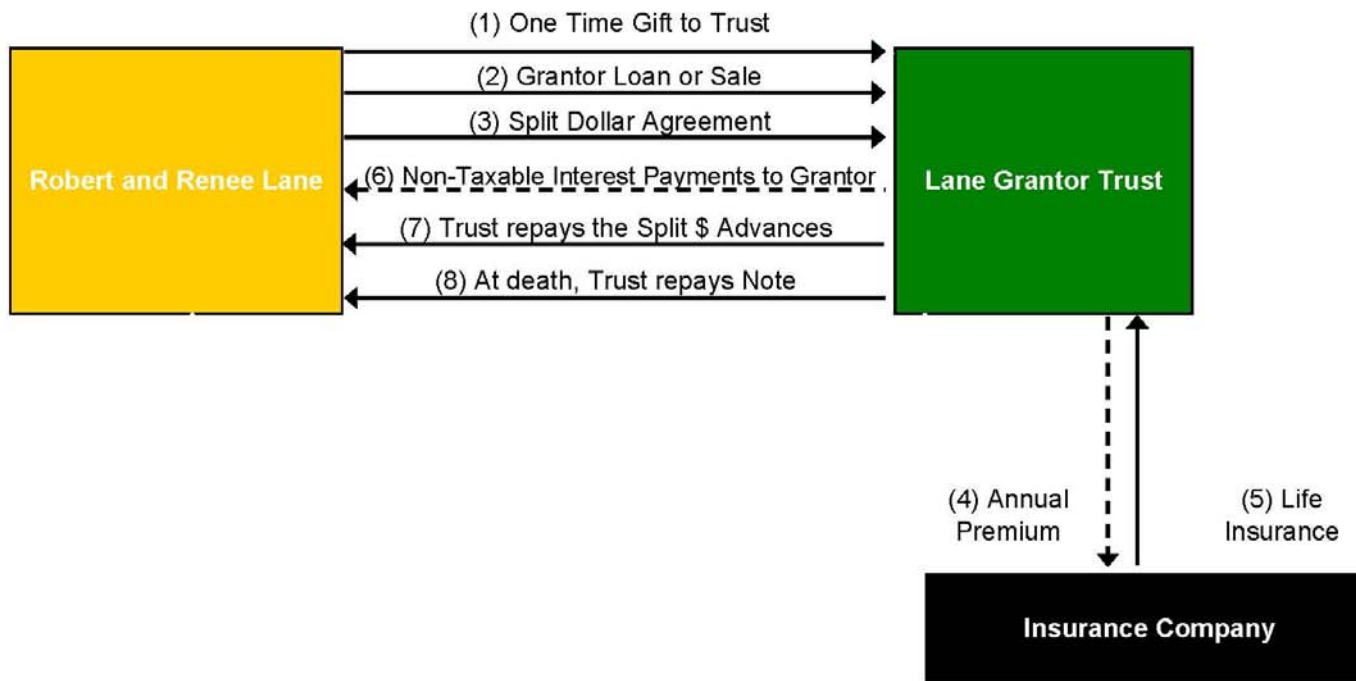 (1) One Time Gift to Trust
(2) Grantor Loan or Sale
(3) Split Dollar Agreement
Robert and Renee Lane
(6) Non-Taxable Interest Payments to Grantor
Lane Grantor Trust
(7) Trust repays the Split $ Advances
(8) At death, Trust repays Note
(4) Annual
Premium
(5) Life
Insurance
Insurance Company